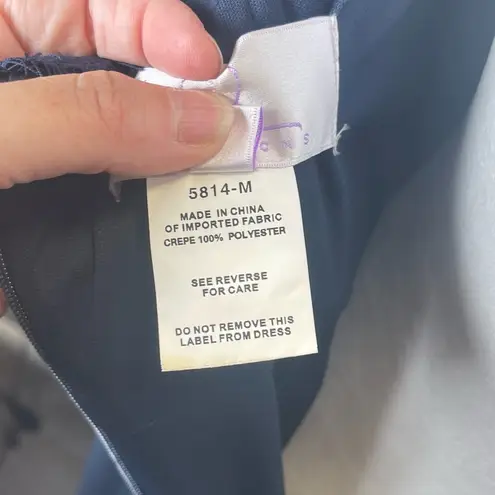 5814-M
MADE IN CHINA
OF IMPORTED FABRIC
CREPE 100% POLYESTER
SEE REVERSE
FOR CARE
DO NOT REMOVE THIS
LABEL FROM DRESS